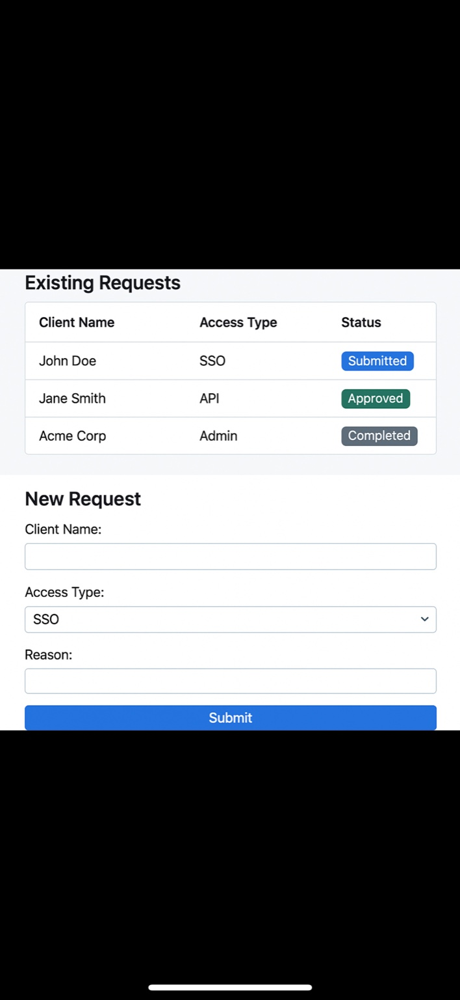 Existing Requests
Client Name Access Type Status
John Doe SSO Submitted
Jane Smith API Approved
Acme Corp Admin Completed
New Request
Client Name:
Access Type:
SSO
Reason:
Submit